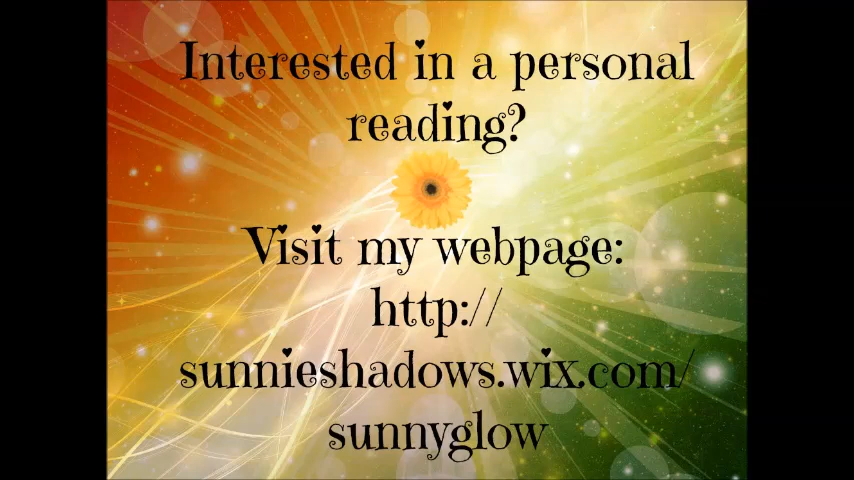 Interested in a personal
reading?
Visit my webpage:
http://
sunnieshadows.wix.com/
sunnyglow